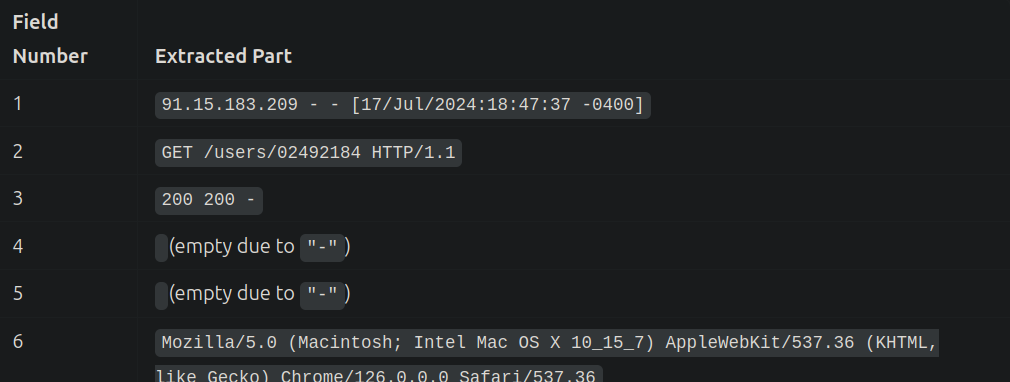 Field
Number Extracted Part
1 91.15.183.209 - - [17/Jul/2024:18:47:37 -0400]
2 GET /users/02492184 HTTP/1.1
3 200 200 -
4 (empty due to "-")
5 (empty due to "-")
6 Mozilla/5.0 (Macintosh; Intel Mac OS X 10_15_7) AppleWebKit/537.36 (KHTML,
like Gecko) Chrome/126.0.0.0 Safari/537.36